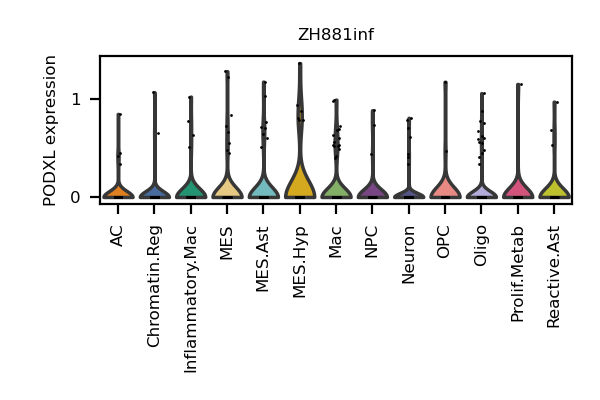 ZH881inf
PODXL expression
1
0
AC
Chromatin.Reg
Inflammatory.Mac
MES
MES.Ast
MES.Hyp
Mac
NPC
Neuron
OPC
Oligo
Prolif.Metab
Reactive.Ast